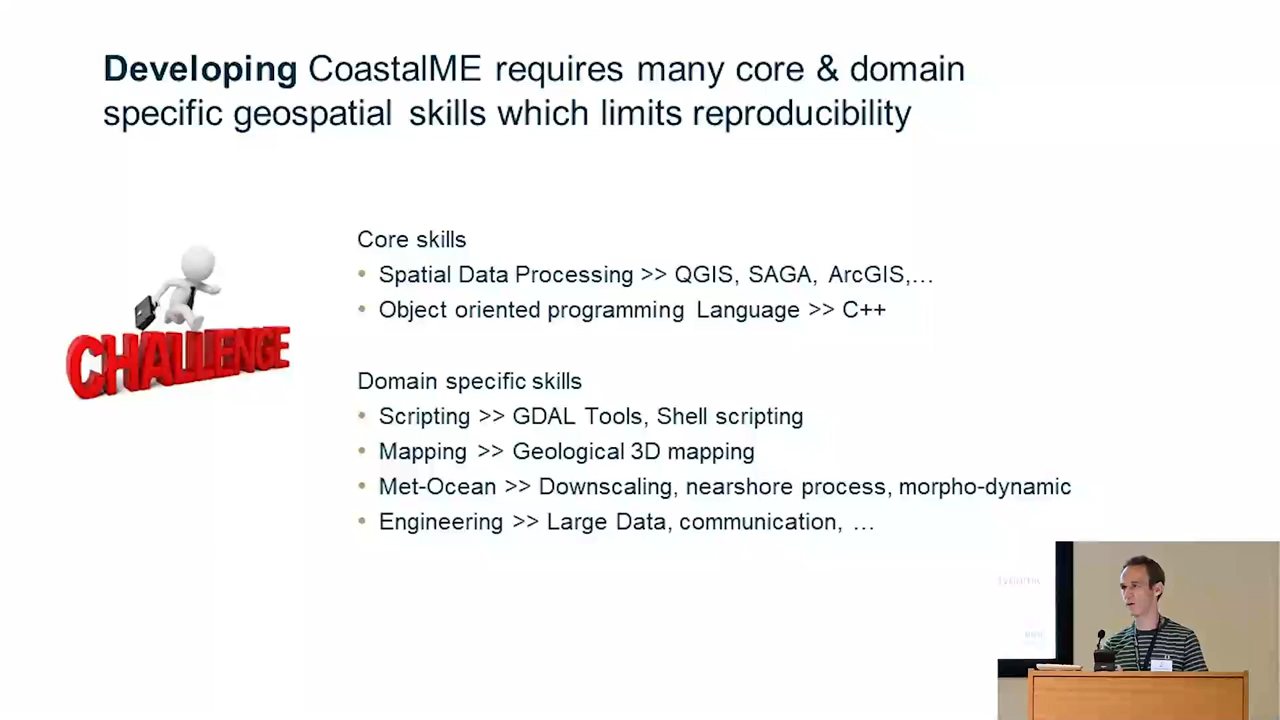 Developing CoastalME requires many core & domain
specific geospatial skills which limits reproducibility
Core skills
• Spatial Data Processing >> QGIS, SAGA, ArcGIS,…
• Object oriented programming Language >> C++
CHALLENGE
Domain specific skills
• Scripting >> GDAL Tools, Shell scripting
• Mapping >> Geological 3D mapping
• Met-Ocean >> Downscaling, nearshore process, morpho-dynamic
• Engineering >> Large Data, communication, …